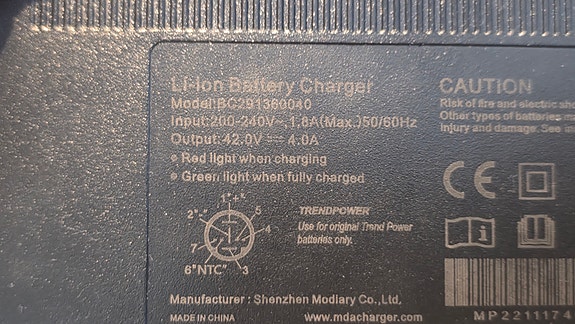 Li-Ion Battery Charger
Model:BC291360040
Input:200-240V~,1.8A(Max.)50/60Hz
Output:42.0V⎓4.0A
Red light when charging
Green light when fully charged
1"+"
2"-"
5
4
7
6"NTC"
3
TRENDPOWER
Use for original Trend Power
batteries only.
Manufacturer : Shenzhen Modiary Co.,Ltd.
MADE IN CHINA
www.mdacharger.com
CAUTION
Risk of fire and electric
Other types of batteries
injury and damage. See
CE
i
MP2211174